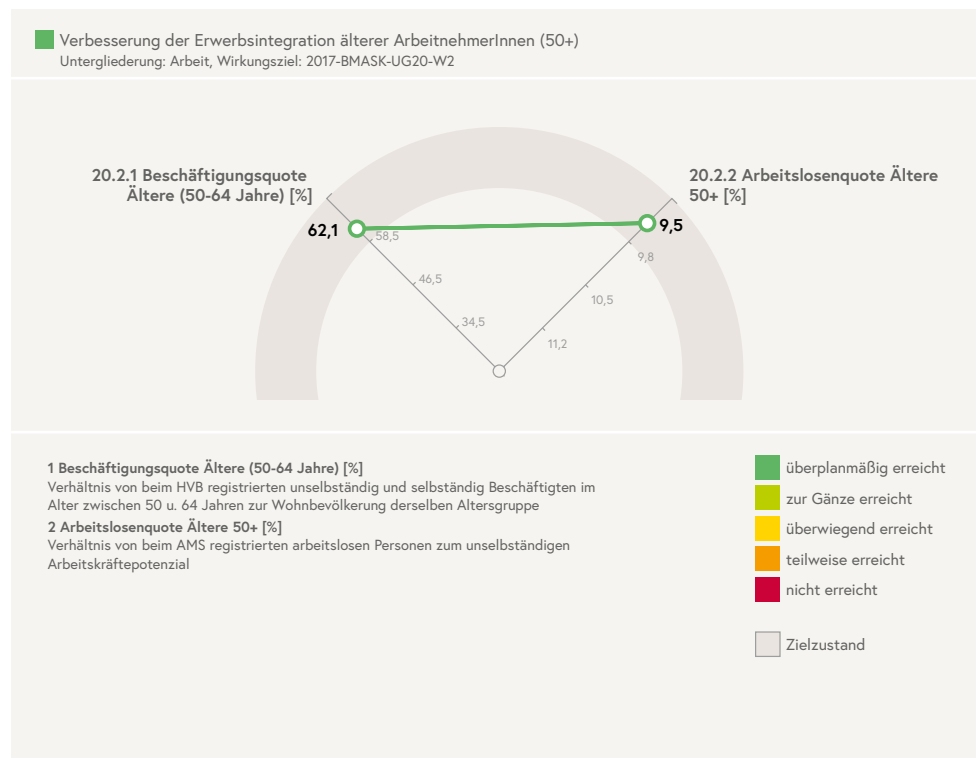 Verbesserung der Erwerbsintegration älterer ArbeitnehmerInnen (50+)
Untergliederung: Arbeit, Wirkungsziel: 2017-BMASK-UG20-W2
20.2.1 Beschäftigungsquote
Ältere (50-64 Jahre) [%]
20.2.2 Arbeitslosenquote Ältere
50+ [%]
62,1
58,5
46,5
34,5
9,5
9,8
10,5
11,2
1 Beschäftigungsquote Ältere (50-64 Jahre) [%]
Verhältnis von beim HVB registrierten unselbständig und selbständig Beschäftigten im
Alter zwischen 50 u. 64 Jahren zur Wohnbevölkerung derselben Altersgruppe
2 Arbeitslosenquote Ältere 50+ [%]
Verhältnis von beim AMS registrierten arbeitslosen Personen zum unselbständigen
Arbeitskräftepotenzial
überplanmäßig erreicht
zur Gänze erreicht
überwiegend erreicht
teilweise erreicht
nicht erreicht
Zielzustand